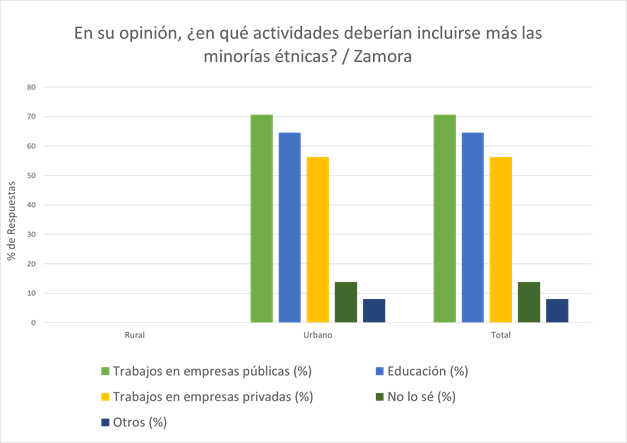 En su opinión, ¿en qué actividades deberían incluirse más las
minorías étnicas? / Zamora
80
70
60
50
40
30
20
10
0
% de Respuestas
Rural Urbano Total
Trabajos en empresas públicas (%) Educación (%)
Trabajos en empresas privadas (%) No lo sé (%)
Otros (%)